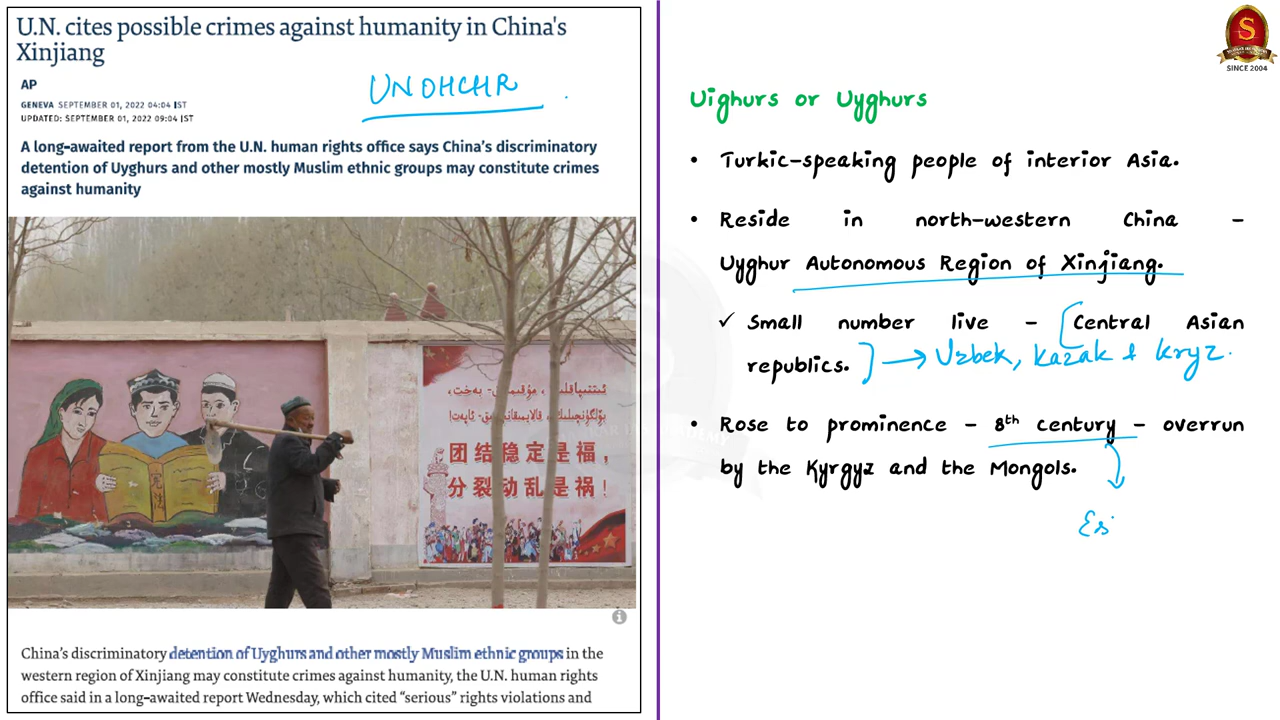 U.N. cites possible crimes against humanity in China's
Xinjiang
AP
UNOHCHR
GENEVA SEPTEMBER 01, 2022 04:04 IST
UPDATED: SEPTEMBER 01, 2022 09:04 IST
A long-awaited report from the U.N. human rights office says China's discriminatory
detention of Uyghurs and other mostly Muslim ethnic groups may constitute crimes
against humanity
团结稳定是福，
分裂动乱是祸！
China's discriminatory detention of Uyghurs and other mostly Muslim ethnic groups in the
western region of Xinjiang may constitute crimes against humanity, the U.N. human rights
office said in a long-awaited report Wednesday, which cited “serious” rights violations and
S
SINCE 2004
Uighurs or Uyghurs
• Turkic-speaking people of interior Asia.
• Reside in north-western China -
Uyghur Autonomous Region of Xinjiang.
✓ Small number live - Central Asian
republics. → Uzbek, Kazak & Kryz.
• Rose to prominence - 8th century - overrun
by the Kyrgyz and the Mongols.